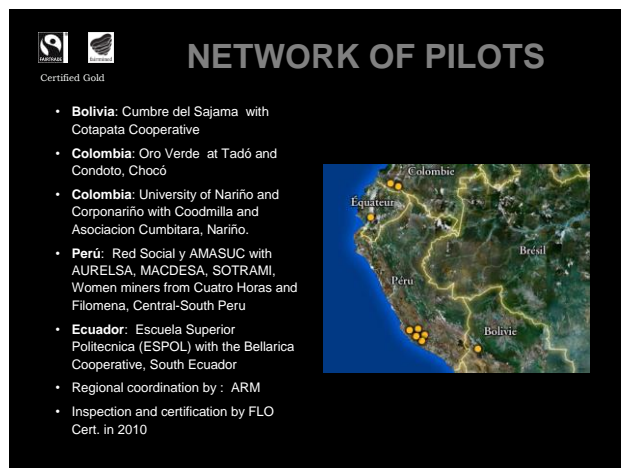 FAIRTRADE
fairmined
Certified Gold
NETWORK OF PILOTS
• Bolivia: Cumbre del Sajama with
Cotapata Cooperative
• Colombia: Oro Verde at Tadó and
Condoto, Chocó
• Colombia: University of Nariño and
Corponariño with Coodmilla and
Asociacion Cumbitara, Nariño.
• Perú: Red Social y AMASUC with
AURELSA, MACDESA, SOTRAMI,
Women miners from Cuatro Horas and
Filomena, Central-South Peru
• Ecuador: Escuela Superior
Politecnica (ESPOL) with the Bellarica
Cooperative, South Ecuador
• Regional coordination by : ARM
• Inspection and certification by FLO
Cert. in 2010
Colombie
Équateur
Brésil
Péru
Bolivie